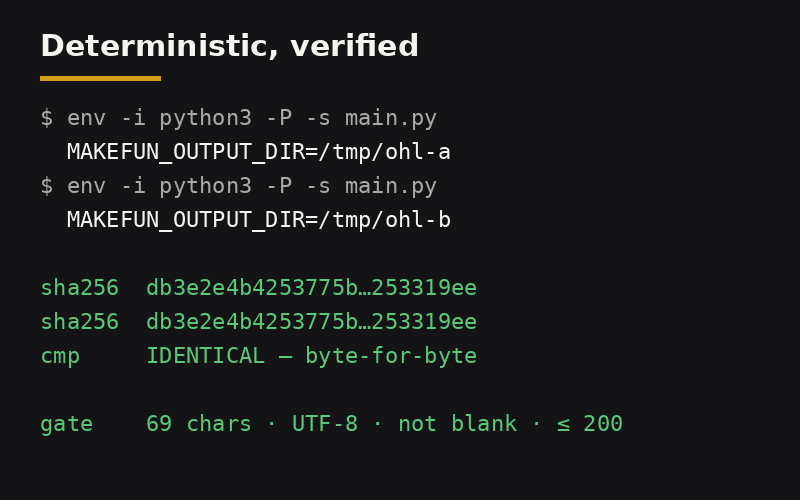 Deterministic, verified
$ env -i python3 -P -s main.py
MAKEFUN_OUTPUT_DIR=/tmp/ohl-a
$ env -i python3 -P -s main.py
MAKEFUN_OUTPUT_DIR=/tmp/ohl-b
sha256  db3e2e4b4253775b…253319ee
sha256  db3e2e4b4253775b…253319ee
cmp     IDENTICAL — byte-for-byte
gate    69 chars · UTF-8 · not blank · ≤ 200